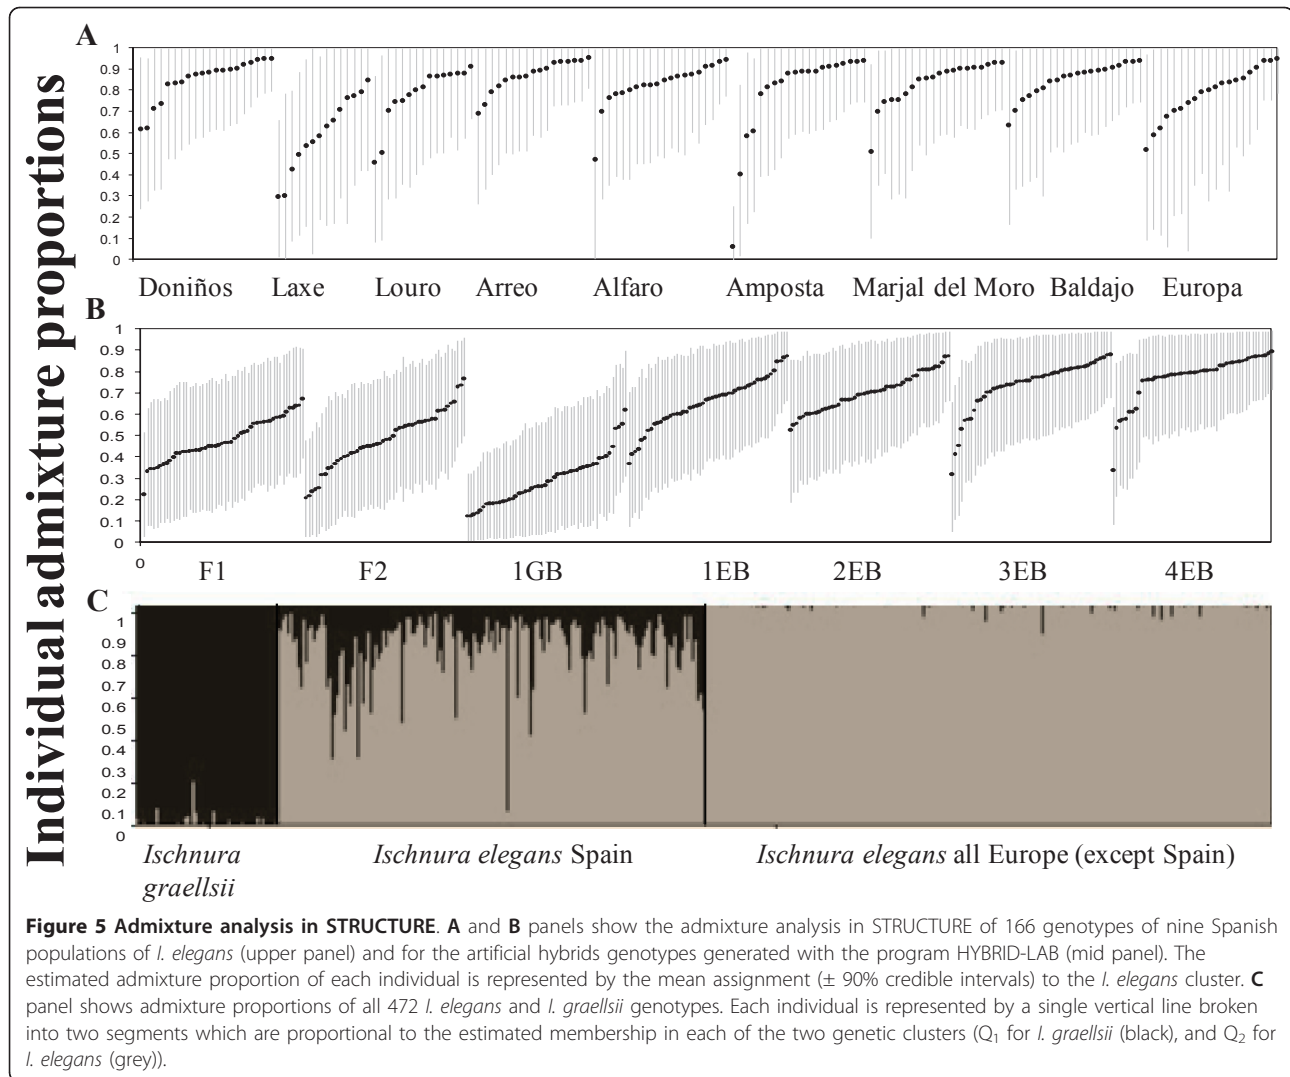 Individual admixture proportions
A
1
0.9
0.8
0.7
0.6
0.5
0.4
0.3
0.2
0.1
0
Doniños Laxe Louro Arreo Alfaro Amposta Marjal del Moro Baldajo Europa
B
1
0.9
0.8
0.7
0.6
0.5
0.4
0.3
0.2
0.1
0
0
F1 F2 1GB 1EB 2EB 3EB 4EB
C
1
0.9
0.8
0.7
0.6
0.5
0.4
0.3
0.2
0.1
0
Ischnura graellsii
Ischnura elegans Spain
Ischnura elegans all Europe (except Spain)
Figure 5 Admixture analysis in STRUCTURE. A and B panels show the admixture analysis in STRUCTURE of 166 genotypes of nine Spanish
populations of I. elegans (upper panel) and for the artificial hybrids genotypes generated with the program HYBRID-LAB (mid panel). The
estimated admixture proportion of each individual is represented by the mean assignment (± 90% credible intervals) to the I. elegans cluster. C
panel shows admixture proportions of all 472 I. elegans and I. graellsii genotypes. Each individual is represented by a single vertical line broken
into two segments which are proportional to the estimated membership in each of the two genetic clusters (Q₁ for I. graellsii (black), and Q₂ for
I. elegans (grey)).